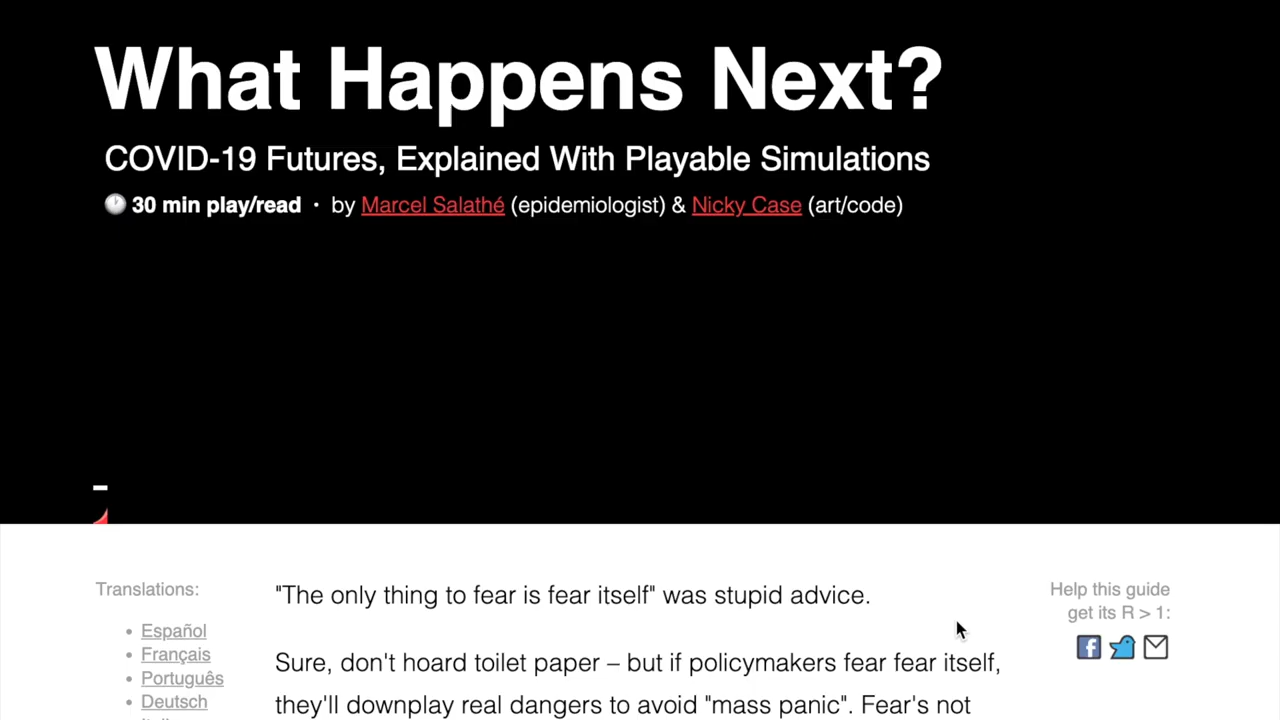 What Happens Next?
COVID-19 Futures, Explained With Playable Simulations
30 min play/read · by Marcel Salathé (epidemiologist) & Nicky Case (art/code)
Translations:
Español
Français
Português
Deutsch
"The only thing to fear is fear itself" was stupid advice.
Sure, don't hoard toilet paper – but if policymakers fear fear itself,
they'll downplay real dangers to avoid "mass panic". Fear's not
Help this guide
get its R > 1: